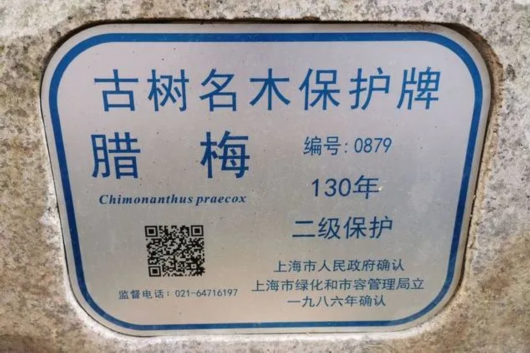 古树名木保护牌
腊 梅
Chimonanthus praecox
编号:0879
130年
二级保护
监督电话:021-64716197
上海市人民政府确认
上海市绿化和市容管理局立
一九八六年确认